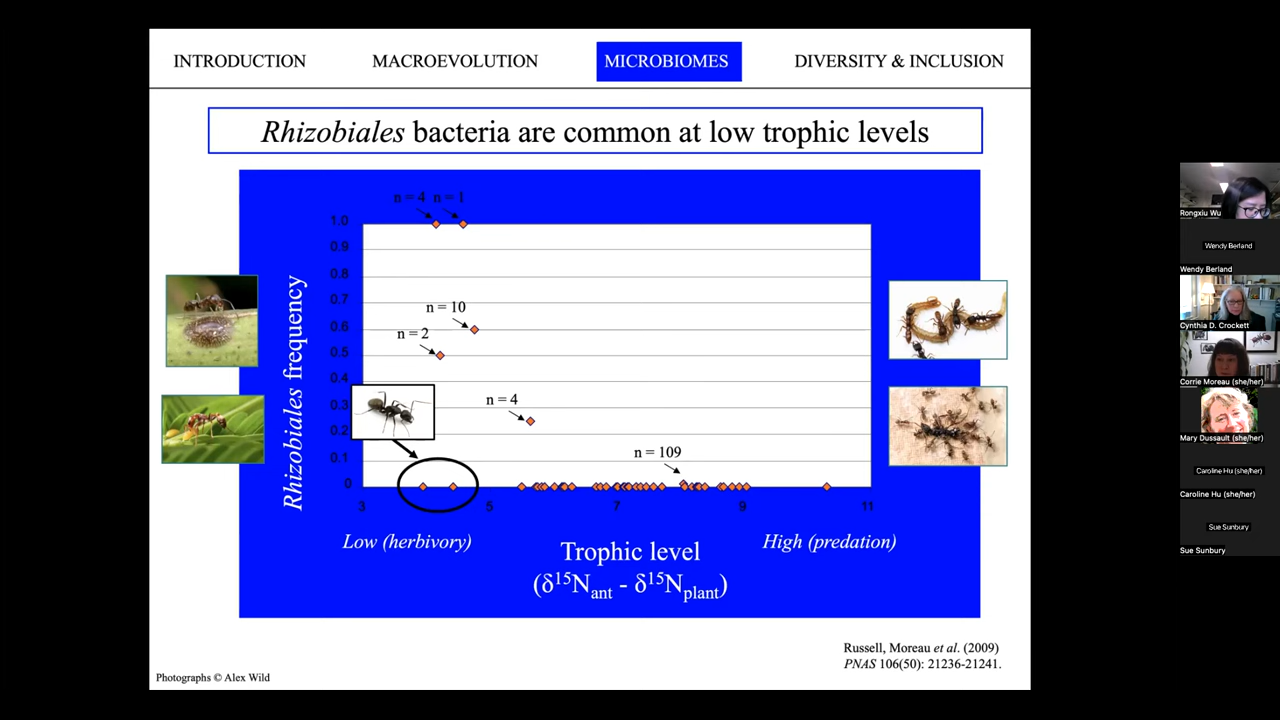 INTRODUCTION MACROEVOLUTION MICROBIOMES DIVERSITY & INCLUSION
Rhizobiales bacteria are common at low trophic levels
n = 4 n = 1
1.0
0.9
0.8
0.7
n = 10
0.6
n = 2
0.5
0.4
n = 4
0.3
0.2
n = 109
0.1
0
Rhizobiales frequency
3 5 7 9 11
Low (herbivory)
High (predation)
Trophic level
(δ15Nant - δ15Nplant)
Russell, Moreau et al. (2009)
PNAS 106(50): 21236-21241.
Photographs © Alex Wild
Rongxiu Wu
Wendy Berland
Wendy Berland
Cynthia D. Crockett
Corrie Moreau (she/her)
Mary Dussault (she/her)
Caroline Hu (she/her)
Caroline Hu (she/her)
Sue Sunbury
Sue Sunbury